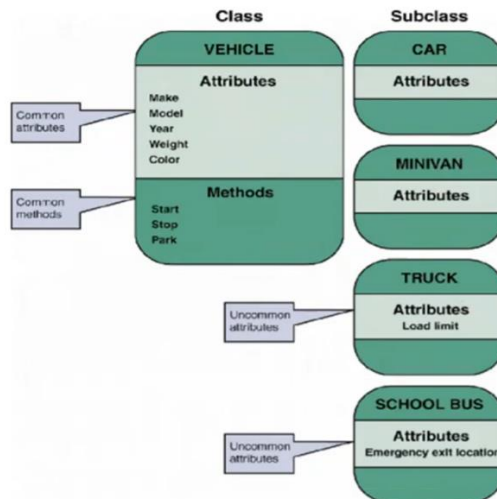 Class
Subclass
VEHICLE
Attributes
Make
Model
Year
Weight
Color
Methods
Start
Stop
Park
Common
attributes
Common
methods
CAR
Attributes
MINIVAN
Attributes
TRUCK
Attributes
Load limit
Uncommon
attributes
SCHOOL BUS
Attributes
Emergency exit location
Uncommon
attributes